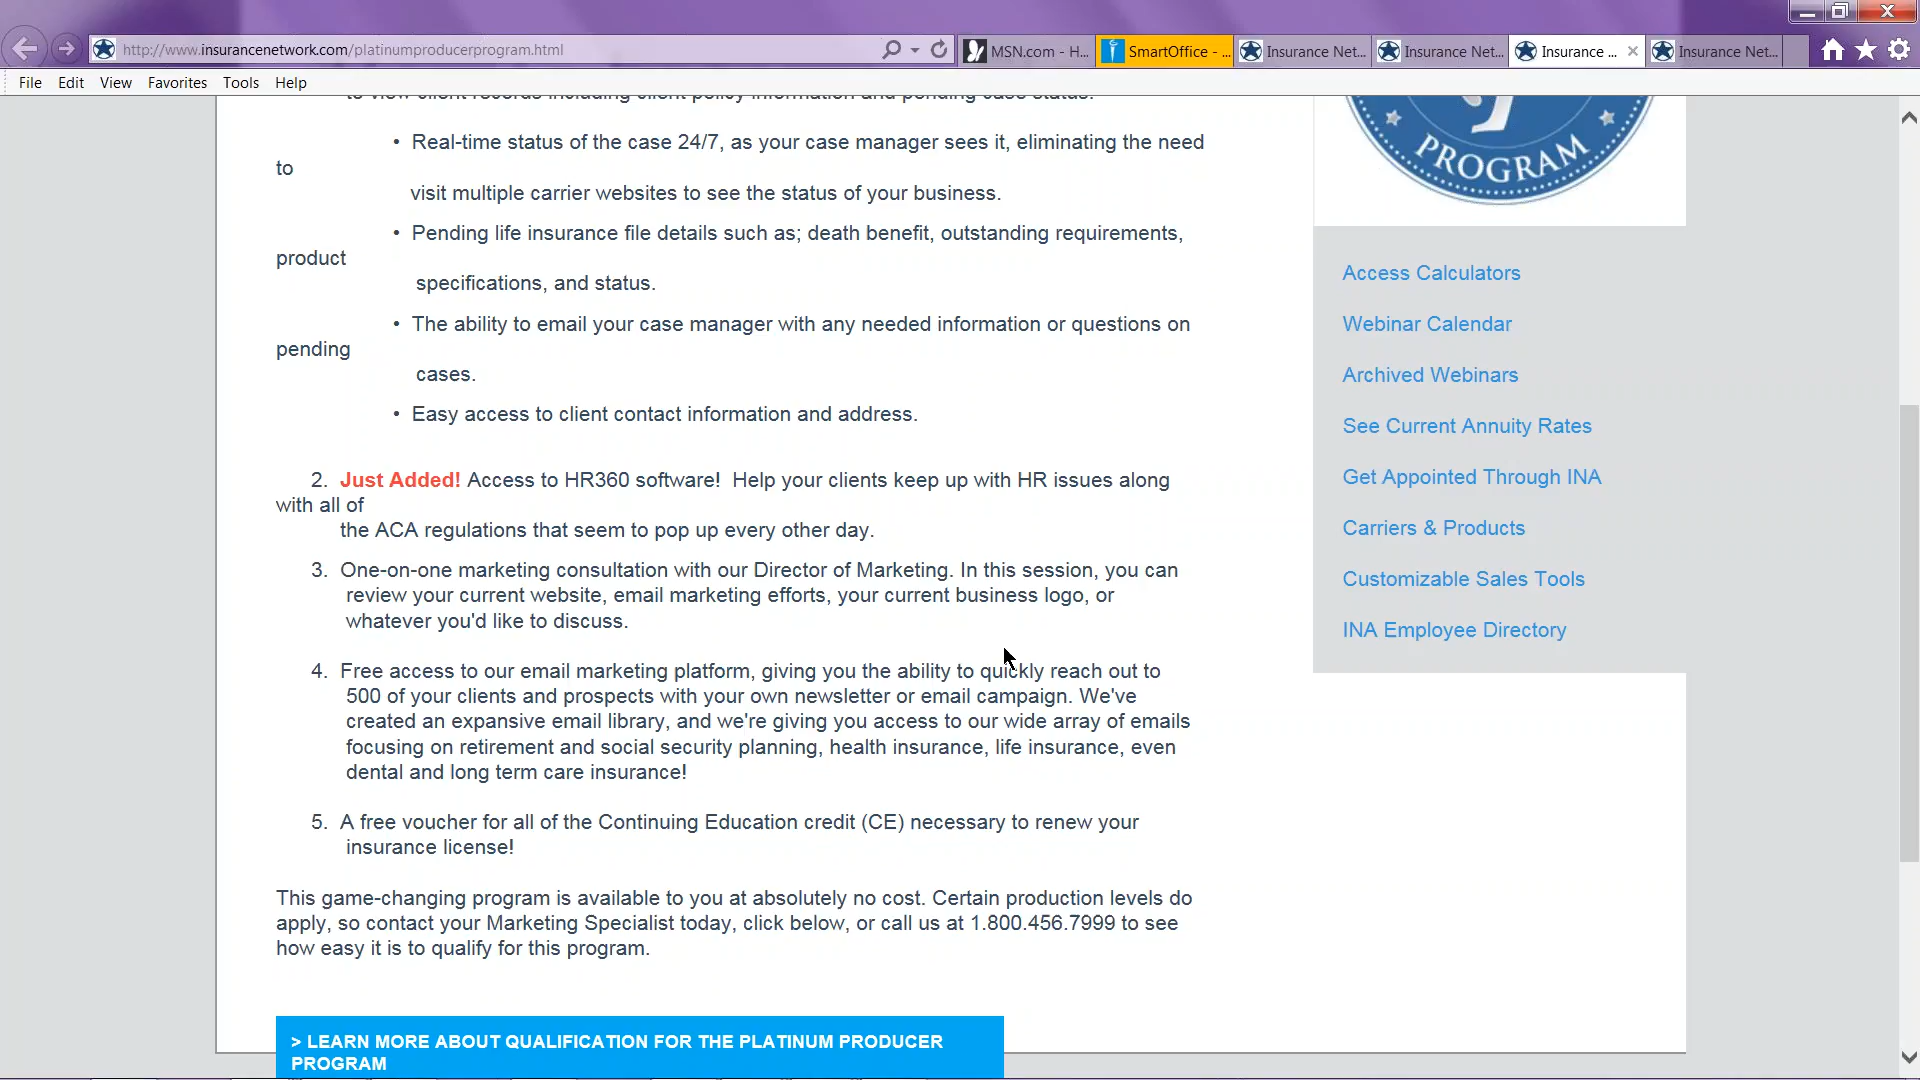 http://www.insurancenetwork.com/platinumproducerprogram.html
MSN.com - H...
SmartOffice - ...
Insurance Net...
Insurance Net...
Insurance ...
Insurance Net...
File Edit View Favorites Tools Help
to view client records including client policy information and pending case status.
• Real-time status of the case 24/7, as your case manager sees it, eliminating the need
to
visit multiple carrier websites to see the status of your business.
• Pending life insurance file details such as; death benefit, outstanding requirements,
product
specifications, and status.
• The ability to email your case manager with any needed information or questions on
pending
cases.
• Easy access to client contact information and address.
2. Just Added! Access to HR360 software!  Help your clients keep up with HR issues along
with all of
the ACA regulations that seem to pop up every other day.
3. One-on-one marketing consultation with our Director of Marketing. In this session, you can
review your current website, email marketing efforts, your current business logo, or
whatever you'd like to discuss.
4. Free access to our email marketing platform, giving you the ability to quickly reach out to
500 of your clients and prospects with your own newsletter or email campaign. We've
created an expansive email library, and we're giving you access to our wide array of emails
focusing on retirement and social security planning, health insurance, life insurance, even
dental and long term care insurance!
5. A free voucher for all of the Continuing Education credit (CE) necessary to renew your
insurance license!
This game-changing program is available to you at absolutely no cost. Certain production levels do
apply, so contact your Marketing Specialist today, click below, or call us at 1.800.456.7999 to see
how easy it is to qualify for this program.
> LEARN MORE ABOUT QUALIFICATION FOR THE PLATINUM PRODUCER
PROGRAM
PROGRAM
Access Calculators
Webinar Calendar
Archived Webinars
See Current Annuity Rates
Get Appointed Through INA
Carriers & Products
Customizable Sales Tools
INA Employee Directory